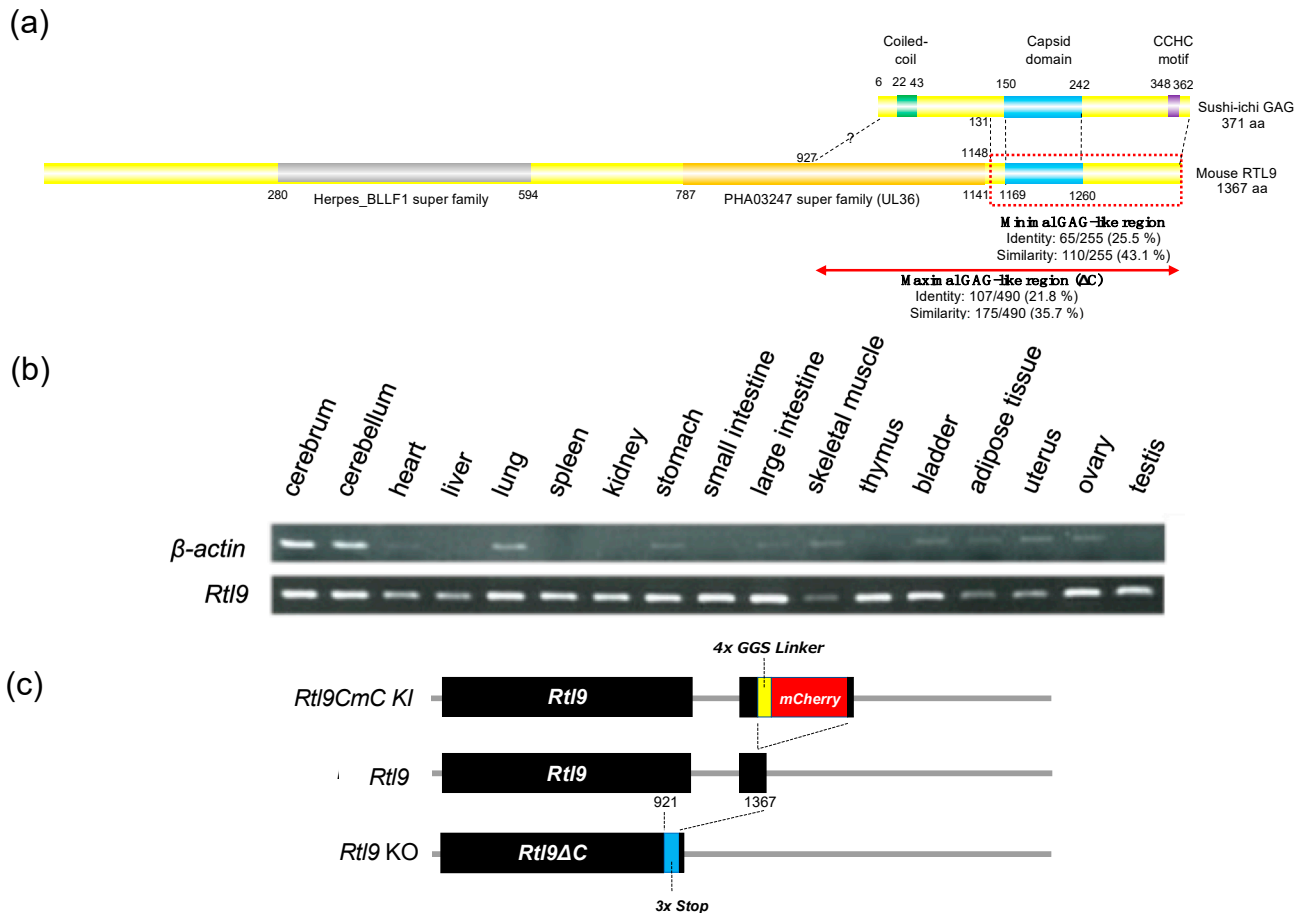 (a)
Coiled-
coil
Capsid
domain
CCHC
motif
6 22 43 150 242 348 362
Sushi-ichi GAG
371 aa
131
?
927
1148
Mouse RTL9
1367 aa
280 Herpes_BLLF1 super family 594 787 PHA03247 super family (UL36) 1141 1169 1260
Minimal GAG-like region
Identity: 65/255 (25.5 %)
Similarity: 110/255 (43.1 %)
Maximal GAG-like region (ΔC)
Identity: 107/490 (21.8 %)
Similarity: 175/490 (35.7 %)
(b)
cerebrum
cerebellum
heart
liver
lung
spleen
kidney
stomach
small intestine
large intestine
skeletal muscle
thymus
bladder
adipose tissue
uterus
ovary
testis
β-actin
Rtl9
(c)
4x GGS Linker
Rtl9CmC KI Rtl9 mCherry
Rtl9 Rtl9
921 1367
Rtl9 KO Rtl9ΔC
3x Stop